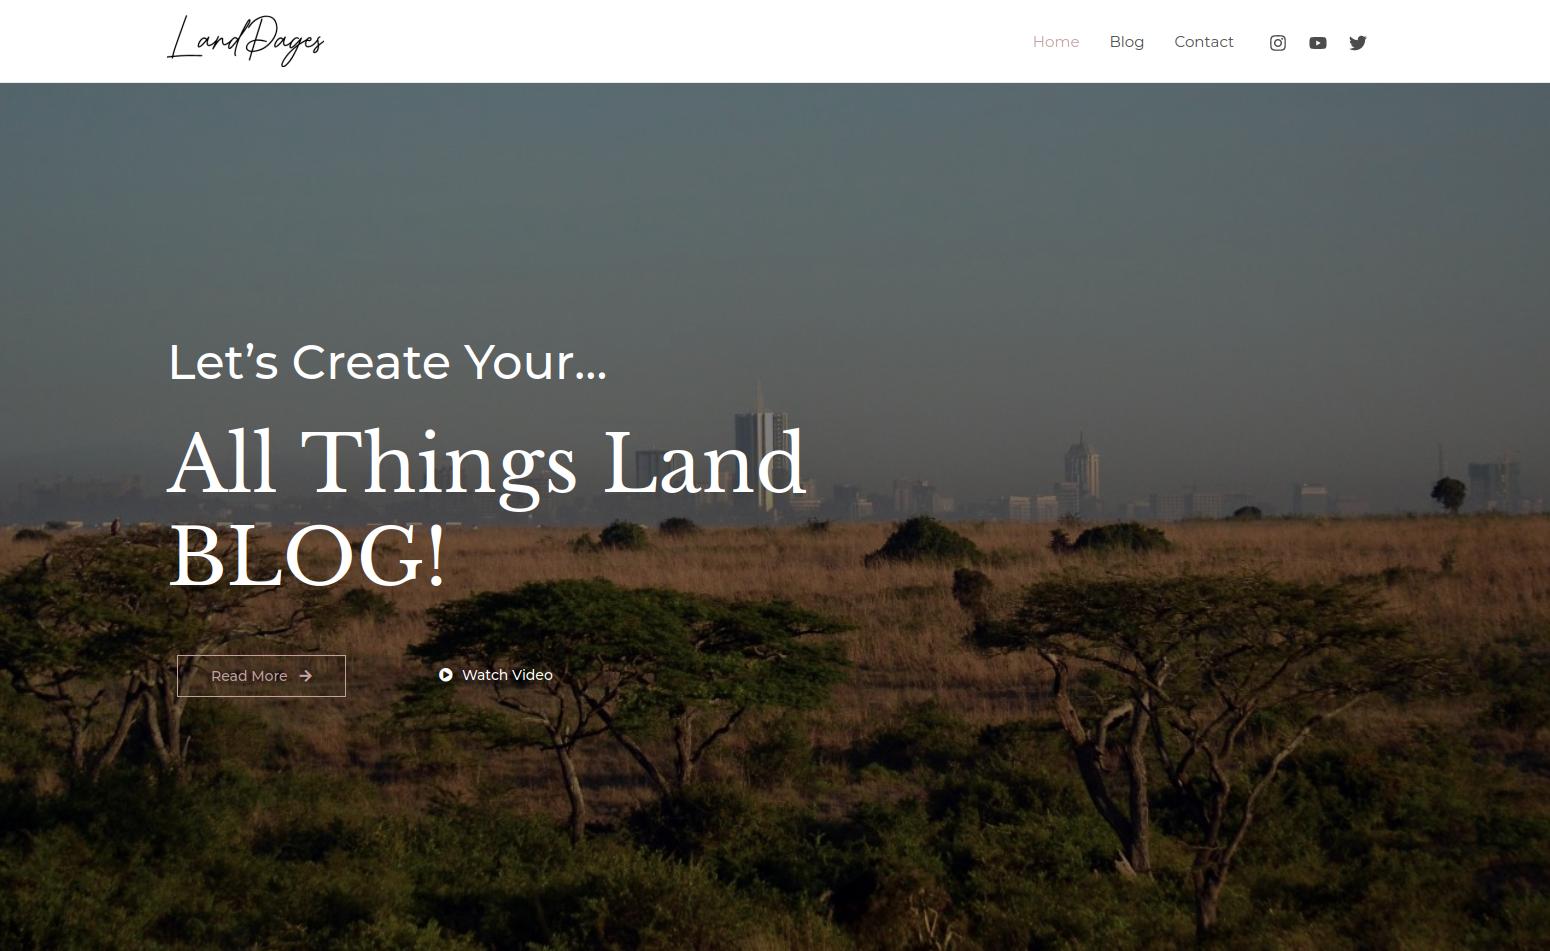 LandPages
Home Blog Contact
Let’s Create Your...
All Things Land
BLOG!
Read More
Watch Video